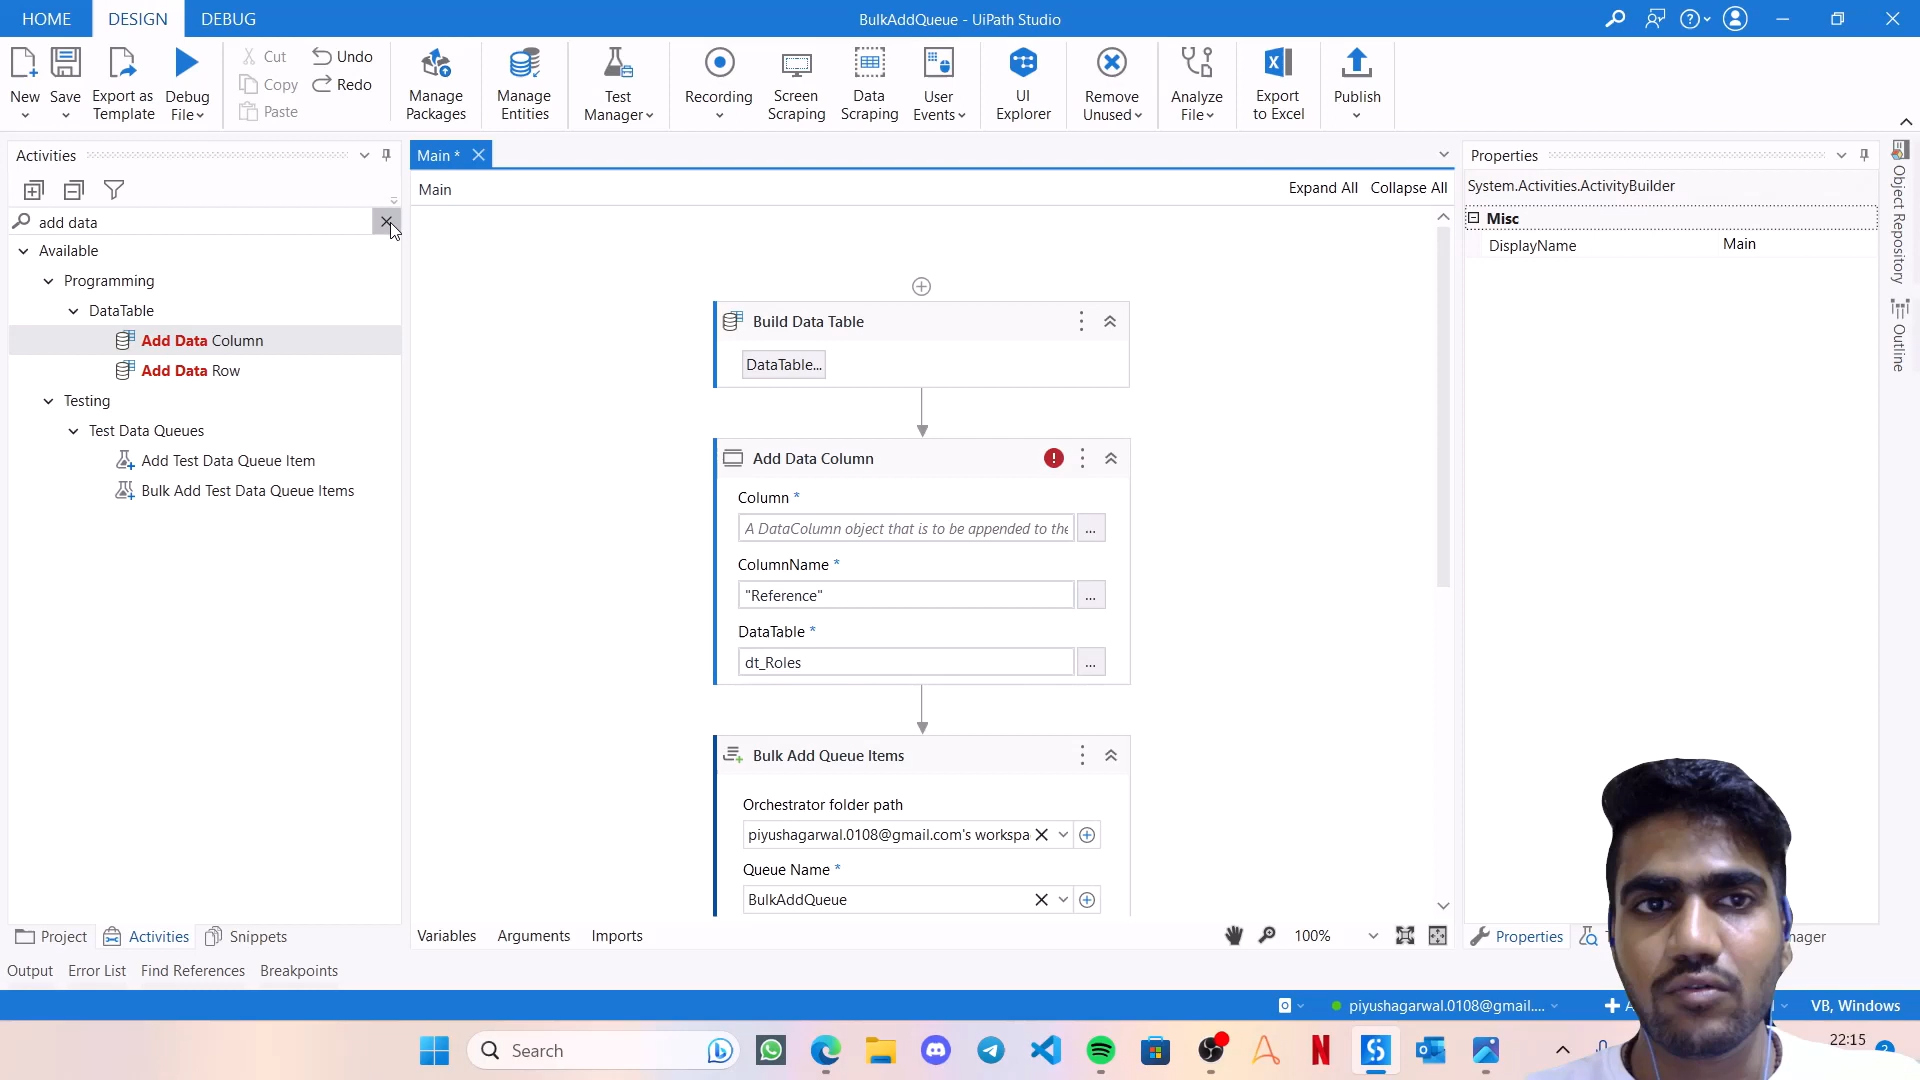 HOME DESIGN DEBUG
BulkAddQueue - UiPath Studio
New
Save
Export as Template
Debug File
Cut
Copy
Paste
Undo
Redo
Manage Packages
Manage Entities
Test Manager
Recording
Screen Scraping
Data Scraping
User Events
UI Explorer
Remove Unused
Analyze File
Export to Excel
Publish
Activities
add data
Available
Programming
DataTable
Add Data Column
Add Data Row
Testing
Test Data Queues
Add Test Data Queue Item
Bulk Add Test Data Queue Items
Project Activities Snippets
Main *
Main
Expand All Collapse All
Build Data Table
DataTable...
Add Data Column
Column *
A DataColumn object that is to be appended to the
...
ColumnName *
"Reference"
...
DataTable *
dt_Roles
...
Bulk Add Queue Items
Orchestrator folder path
piyushagarwal.0108@gmail.com's workspa
Queue Name *
BulkAddQueue
Variables Arguments Imports
100%
Properties
System.Activities.ActivityBuilder
Misc
DisplayName Main
Object Repository
Outline
Properties
Output Error List Find References Breakpoints
piyushagarwal.0108@gmail....
VB, Windows
Search
22:15
2